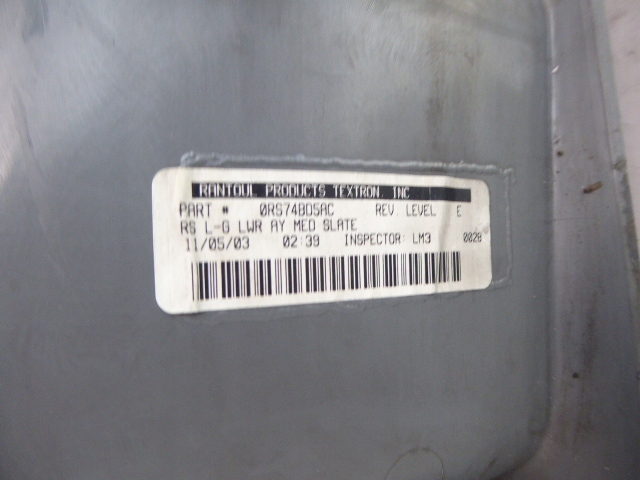 RANTOUL PRODUCTS TEXTRON, INC
PART # 0RS74BD5AC REV. LEVEL E
RS L-G LWR AY MED SLATE
11/05/03 02:39 INSPECTOR: LM3 0028